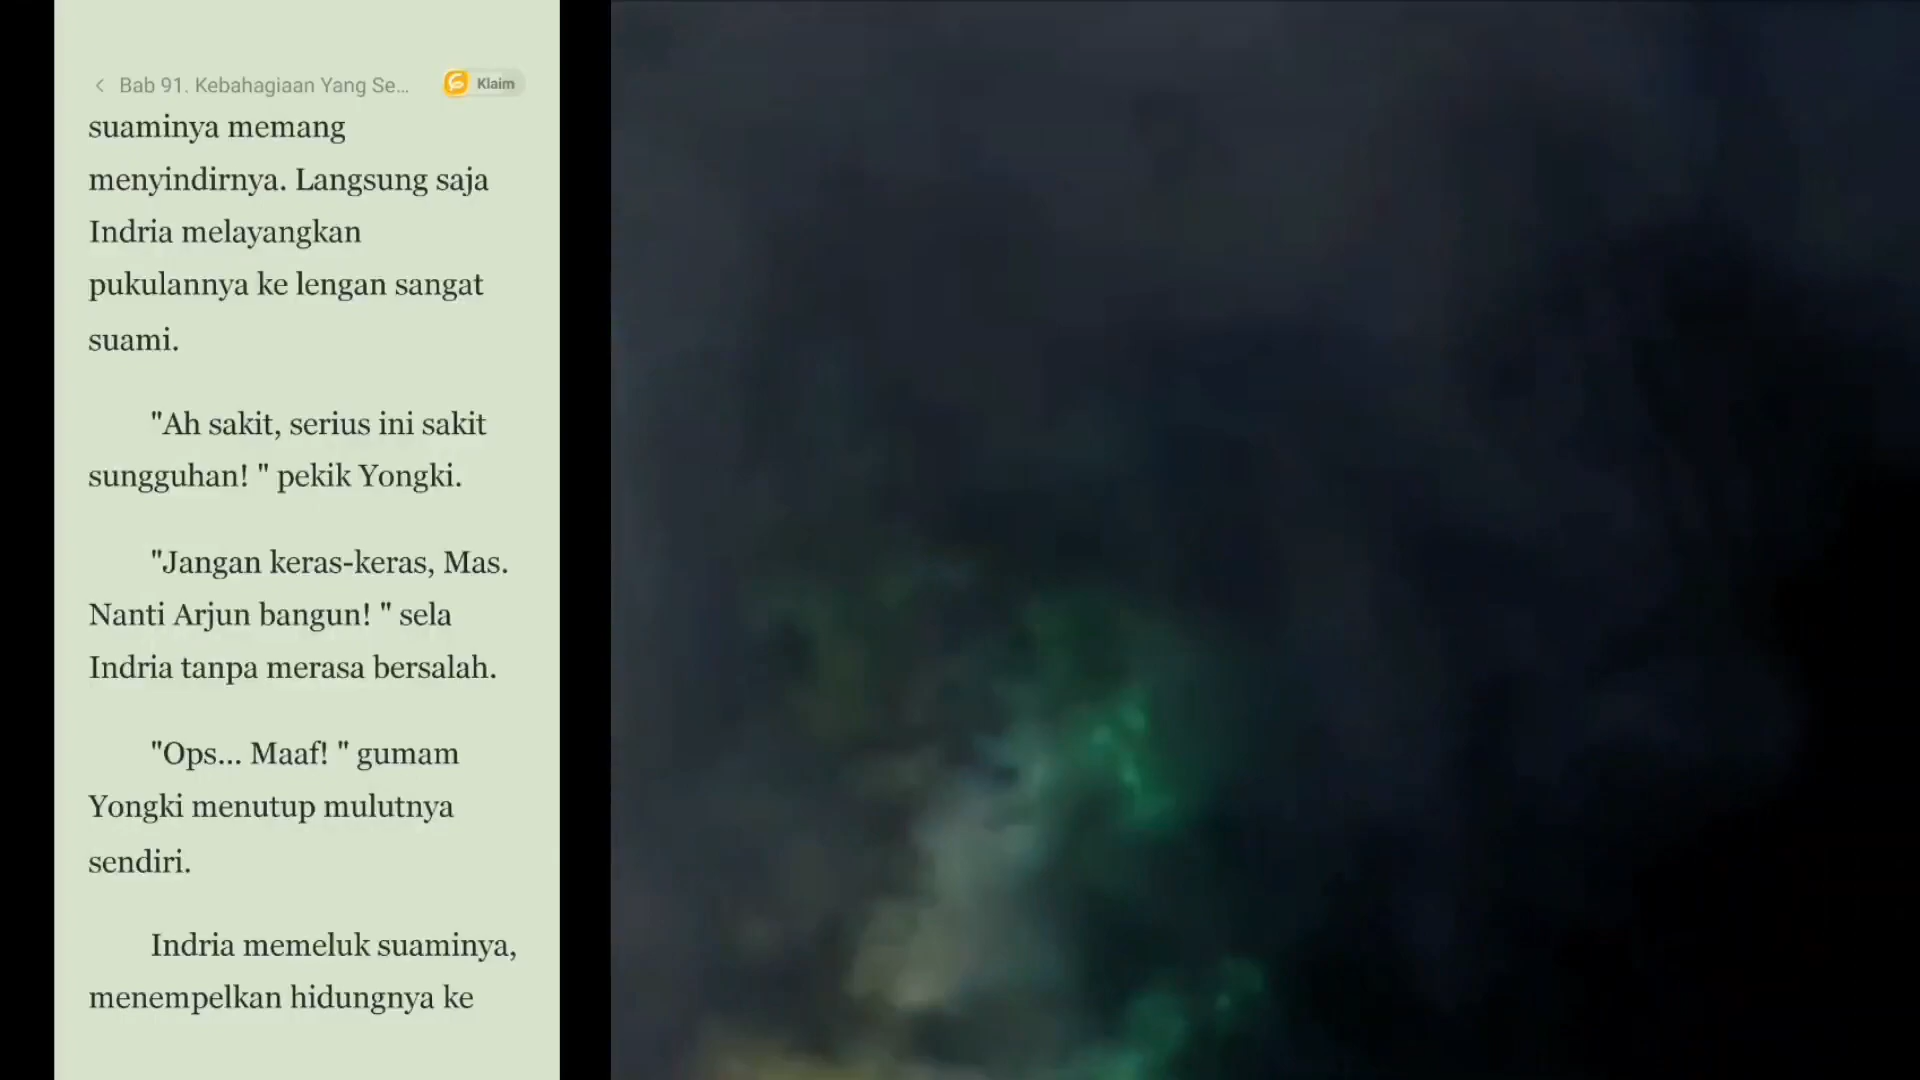 Bab 91. Kebahagiaan Yang Se...
Klaim
suaminya memang
menyindirnya. Langsung saja
Indria melayangkan
pukulannya ke lengan sangat
suami.
"Ah sakit, serius ini sakit
sungguhan! " pekik Yongki.
"Jangan keras-keras, Mas.
Nanti Arjun bangun! " sela
Indria tanpa merasa bersalah.
"Ops... Maaf! " gumam
Yongki menutup mulutnya
sendiri.
Indria memeluk suaminya,
menempelkan hidungnya ke